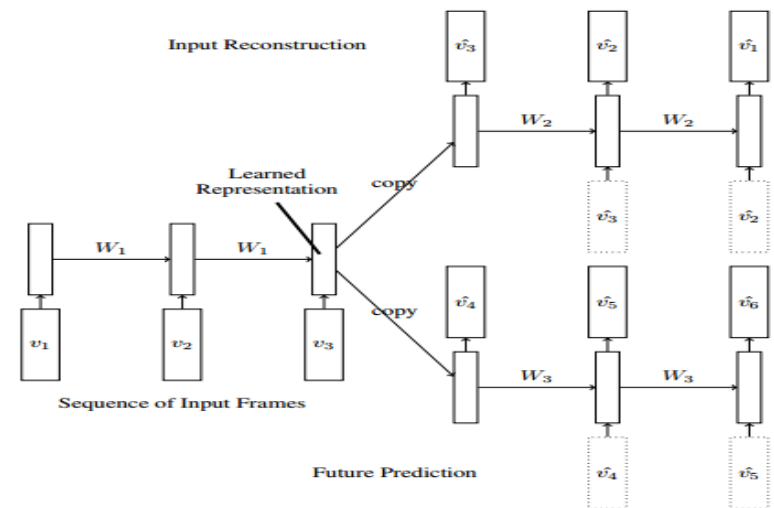 Input Reconstruction
v̂₃ v̂₂ v̂₁
W₂ W₂
Learned
Representation
copy
v̂₃ v̂₂
W₁ W₁
v₁ v₂ v₃
copy
v̂₄ v̂₅ v̂₆
W₃ W₃
Sequence of Input Frames
Future Prediction
v̂₄ v̂₅